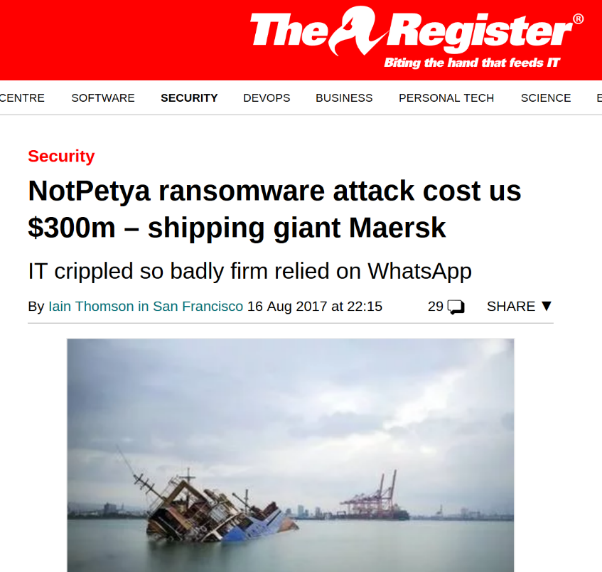 The Register®
Biting the hand that feeds IT
CENTRE SOFTWARE SECURITY DEVOPS BUSINESS PERSONAL TECH SCIENCE
Security
NotPetya ransomware attack cost us
$300m – shipping giant Maersk
IT crippled so badly firm relied on WhatsApp
By Iain Thomson in San Francisco 16 Aug 2017 at 22:15 29 SHARE ▼